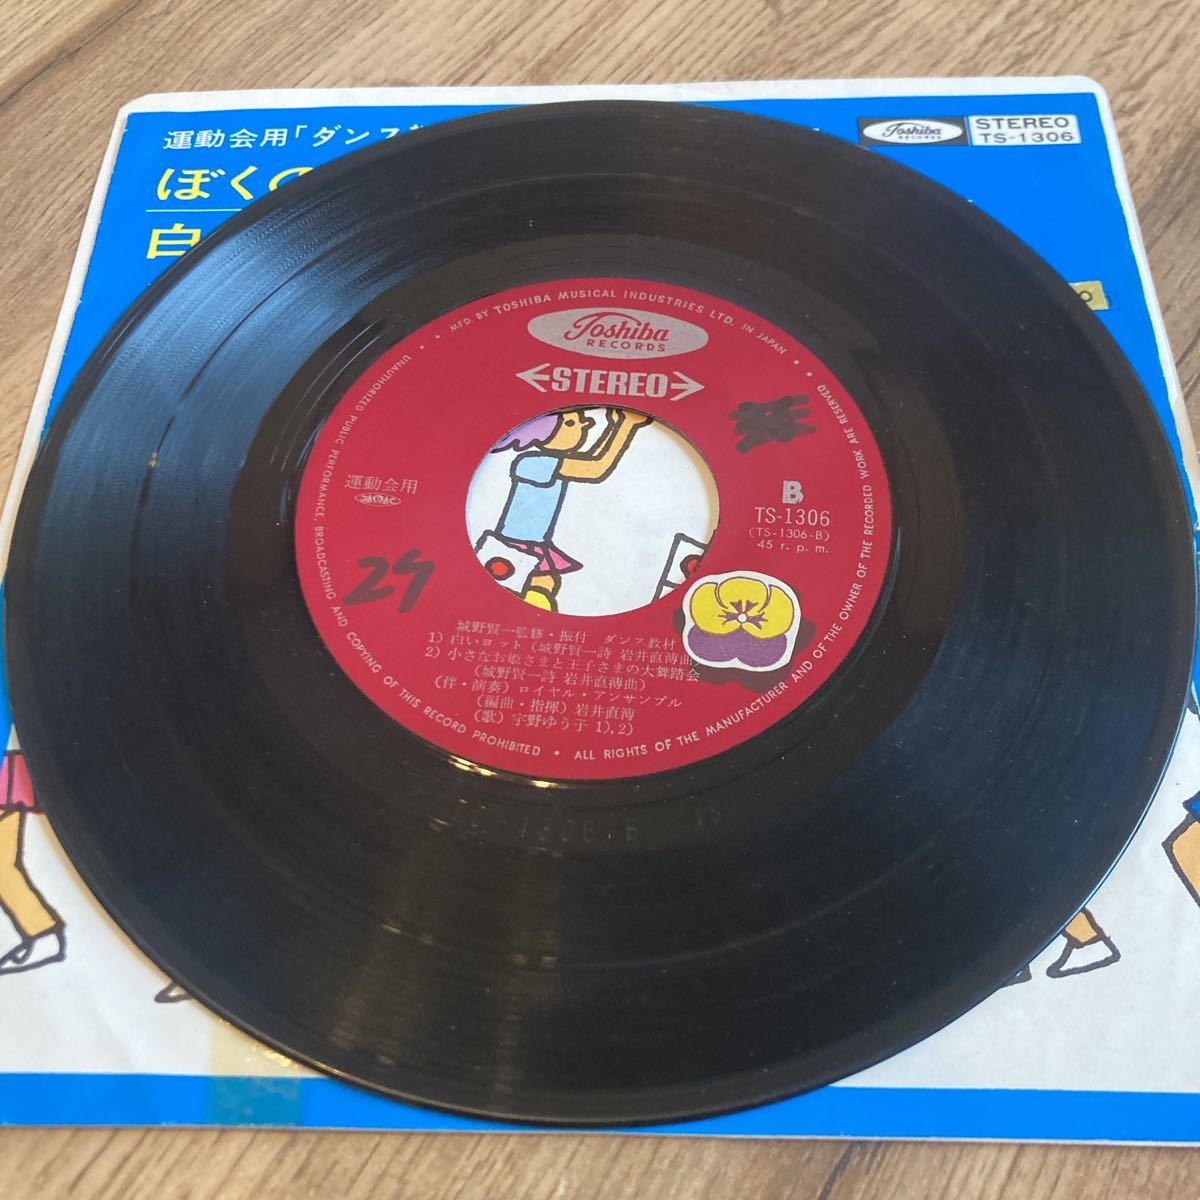 運動会用「ダンス
ぼくの
白
Toshiba
RECORDS
STEREO
TS-1306
MFD. BY TOSHIBA MUSICAL INDUSTRIES LTD. IN JAPAN
Toshiba
RECORDS
STEREO
運動会用
JASRAC
B
TS-1306
(TS-1306-B)
45 r. p. m.
29
城野賢一監修・振付 ダンス教材
1) 白いヨット (城野賢一詩 岩井直溥曲)
2) 小さなお姫さまと王子さまの大舞踏会
(城野賢一詩 岩井直溥曲)
(伴・演奏) ロイヤル・アンサンブル
(編曲・指揮) 岩井直溥
(歌) 宇野ゆう子 1), 2)
UNAUTHORIZED PUBLIC PERFORMANCE, BROADCASTING AND COPYING OF THIS RECORD PROHIBITED • ALL RIGHTS OF THE MANUFACTURER AND OF THE OWNER OF THE RECORDED WORK ARE RESERVED
1306 B 1S